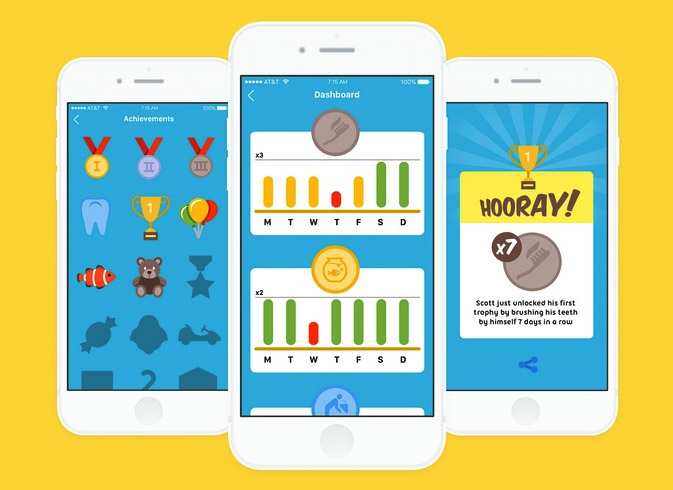 AT&T 7:15 AM 100%
Achievements
I II III
1
2
AT&T 7:15 AM 100%
Dashboard
x3
M T W T F S D
x2
M T W T F S D
1
HOORAY!
x7
Scott just unlocked his first
trophy by brushing his teeth
by himself 7 days in a row